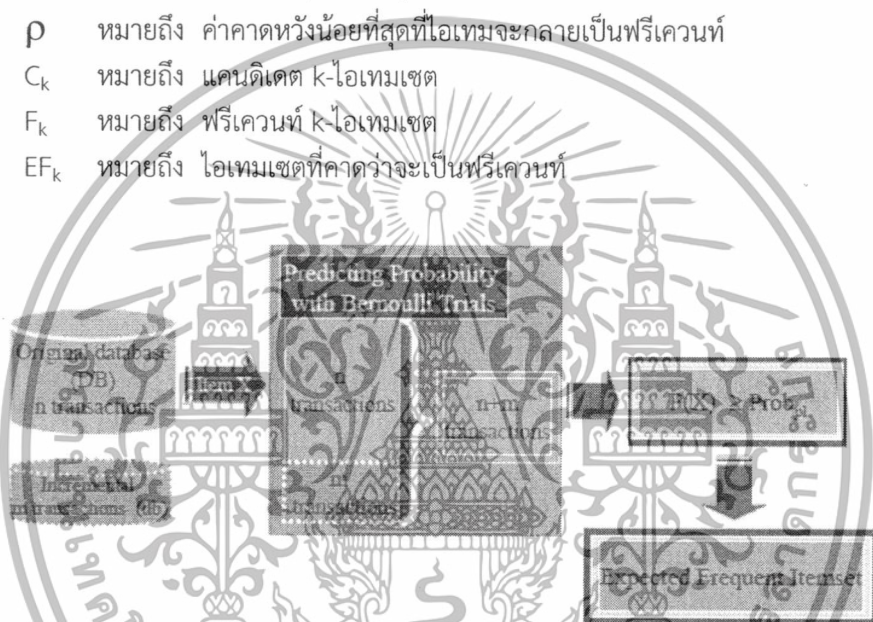 ρ หมายถึง ค่าคาดหวังน้อยที่สุดที่ไอเทมจะกลายเป็นฟรีเควนท์
Cₖ หมายถึง แคนดิเดต k-ไอเทมเซต
Fₖ หมายถึง ฟรีเควนท์ k-ไอเทมเซต
EFₖ หมายถึง ไอเทมเซตที่คาดว่าจะเป็นฟรีเควนท์
Predicting Probability
with Bernoulli Trials
Original database
(DB)
n transactions
Item X
n
transactions
n+m
transactions
P(X) ≥ Prob
Incremental
m transactions (db)
m
transactions
Expected Frequent Itemset